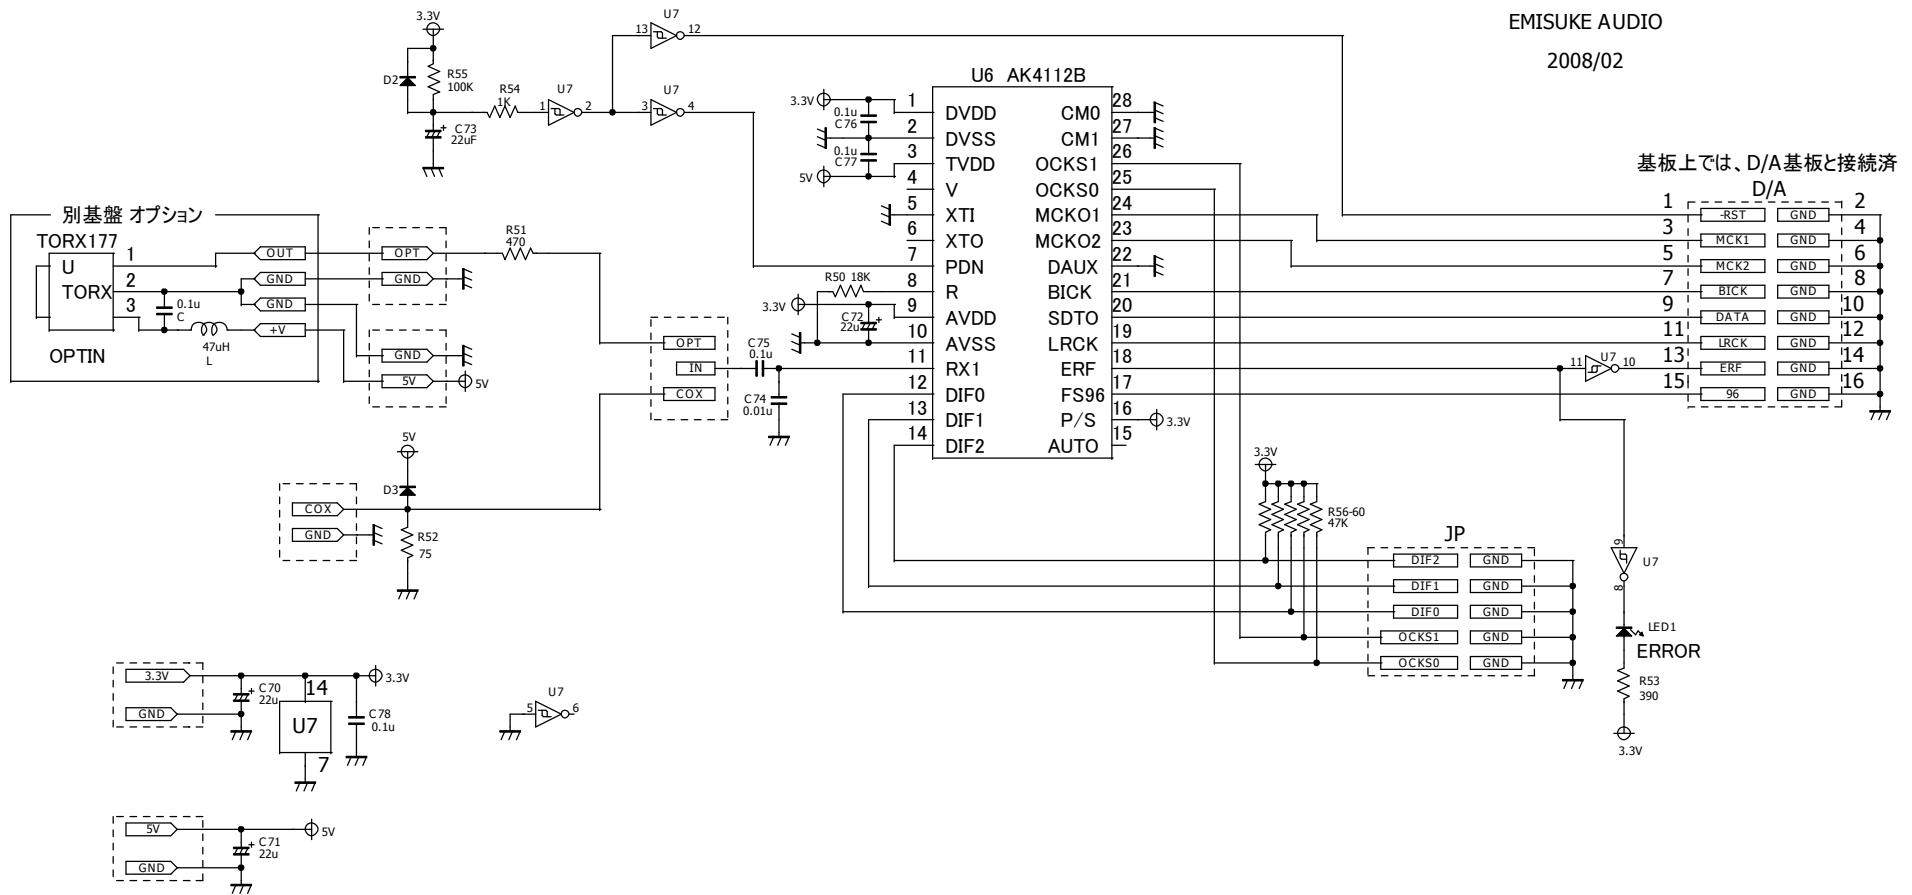 EMISUKE AUDIO
2008/02
3.3V
D2
R55
100K
C73
22uF
R54
1K
1
U7
2
13
U7
12
3
U7
4
U6 AK4112B
3.3V
0.1u
C76
0.1u
C77
5V
1
DVDD
2
DVSS
3
TVDD
4
V
5
XTI
6
XTO
7
PDN
8
R
9
AVDD
10
AVSS
11
RX1
12
DIF0
13
DIF1
14
DIF2
28
CM0
27
CM1
26
OCKS1
25
OCKS0
24
MCKO1
23
MCKO2
22
DAUX
21
BICK
20
SDTO
19
LRCK
18
ERF
17
FS96
16
P/S
15
AUTO
3.3V
R50 18K
3.3V
C72
22u
基板上では、D/A基板と接続済
D/A
1
-RST
GND
2
3
MCK1
GND
4
5
MCK2
GND
6
7
BICK
GND
8
9
DATA
GND
10
11
LRCK
GND
12
13
ERF
GND
14
15
96
GND
16
11
U7
10
別基盤 オプション
TORX177
U
TORX
1
2
3
0.1u
C
47uH
L
OPTIN
OUT
GND
GND
+V
OPT
GND
GND
5V
5V
R51
470
OPT
IN
COX
C75
0.1u
C74
0.01u
5V
D3
COX
GND
R52
75
3.3V
R56-60
47K
JP
DIF2
GND
DIF1
GND
DIF0
GND
OCKS1
GND
OCKS0
GND
9
U7
8
LED1
ERROR
R53
390
3.3V
3.3V
GND
C70
22u
14
U7
7
C78
0.1u
3.3V
U7
5
6
5V
GND
C71
22u
5V